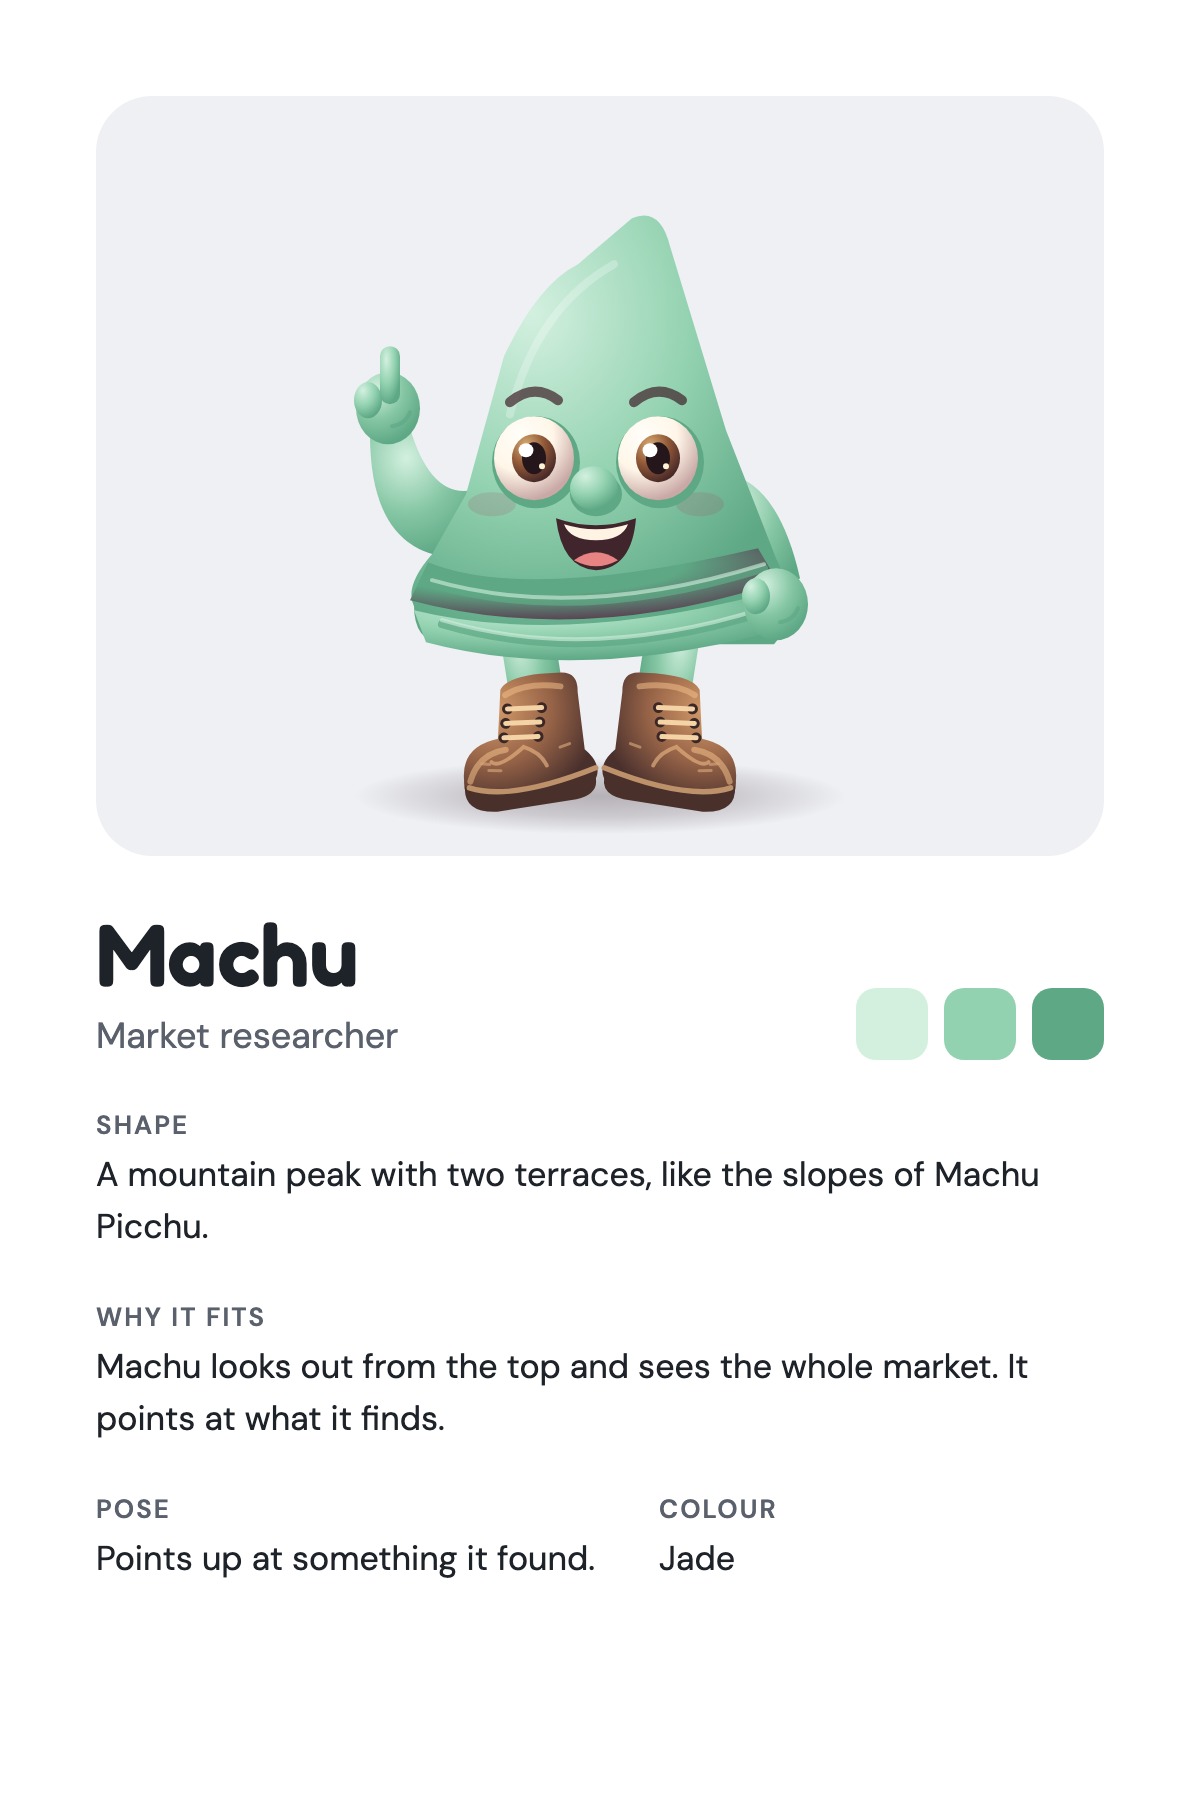 Machu
Market researcher
SHAPE
A mountain peak with two terraces, like the slopes of Machu
Picchu.
WHY IT FITS
Machu looks out from the top and sees the whole market. It
points at what it finds.
POSE
Points up at something it found.
COLOUR
Jade